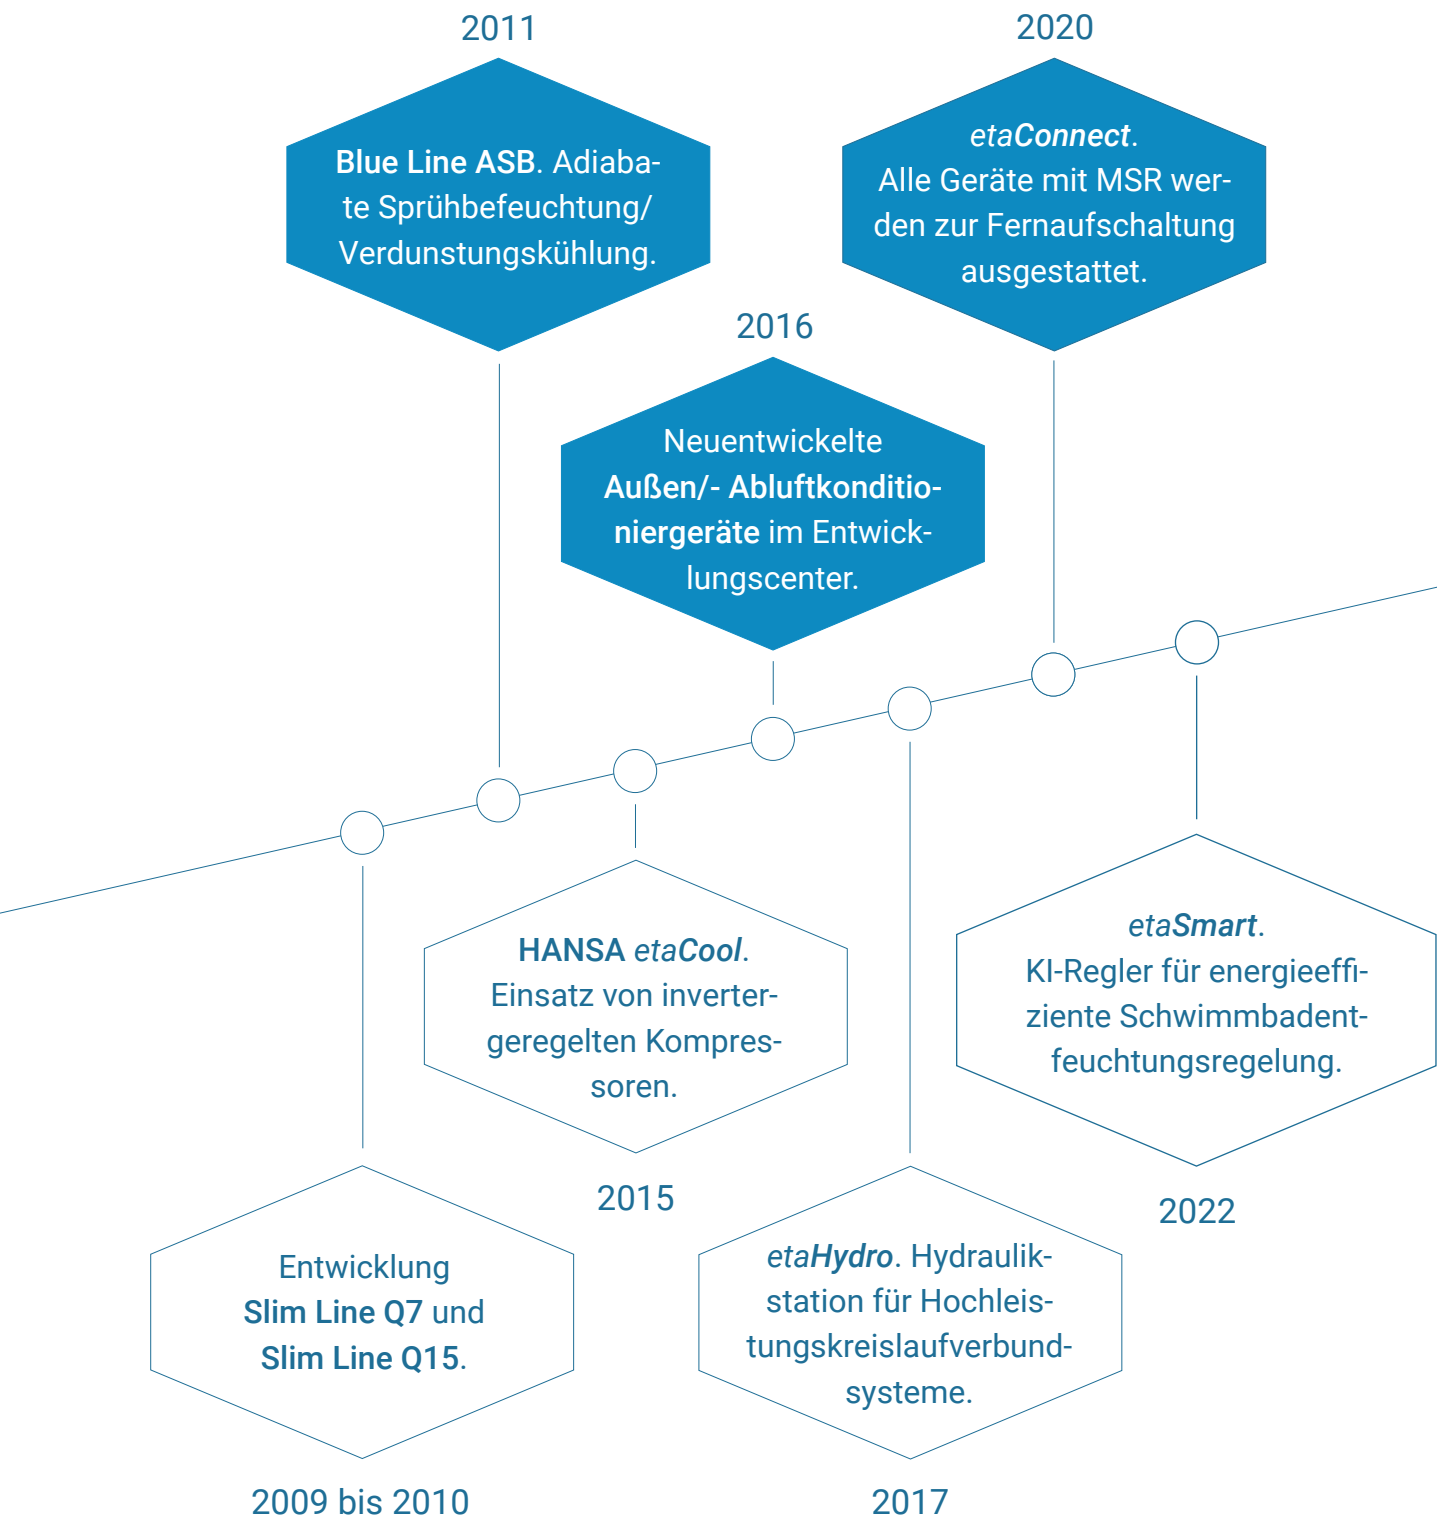 2011
Blue Line ASB. Adiaba-
te Sprühbefeuchtung/
Verdunstungskühlung.
2020
etaConnect.
Alle Geräte mit MSR wer-
den zur Fernaufschaltung
ausgestattet.
2016
Neuentwickelte
Außen/- Abluftkonditio-
niergeräte im Entwick-
lungscenter.
HANSA etaCool.
Einsatz von inverter-
geregelten Kompres-
soren.
2015
etaSmart.
KI-Regler für energieeffi-
ziente Schwimmbadent-
feuchtungsregelung.
2022
Entwicklung
Slim Line Q7 und
Slim Line Q15.
2009 bis 2010
etaHydro. Hydraulik-
station für Hochleis-
tungskreislaufverbund-
systeme.
2017